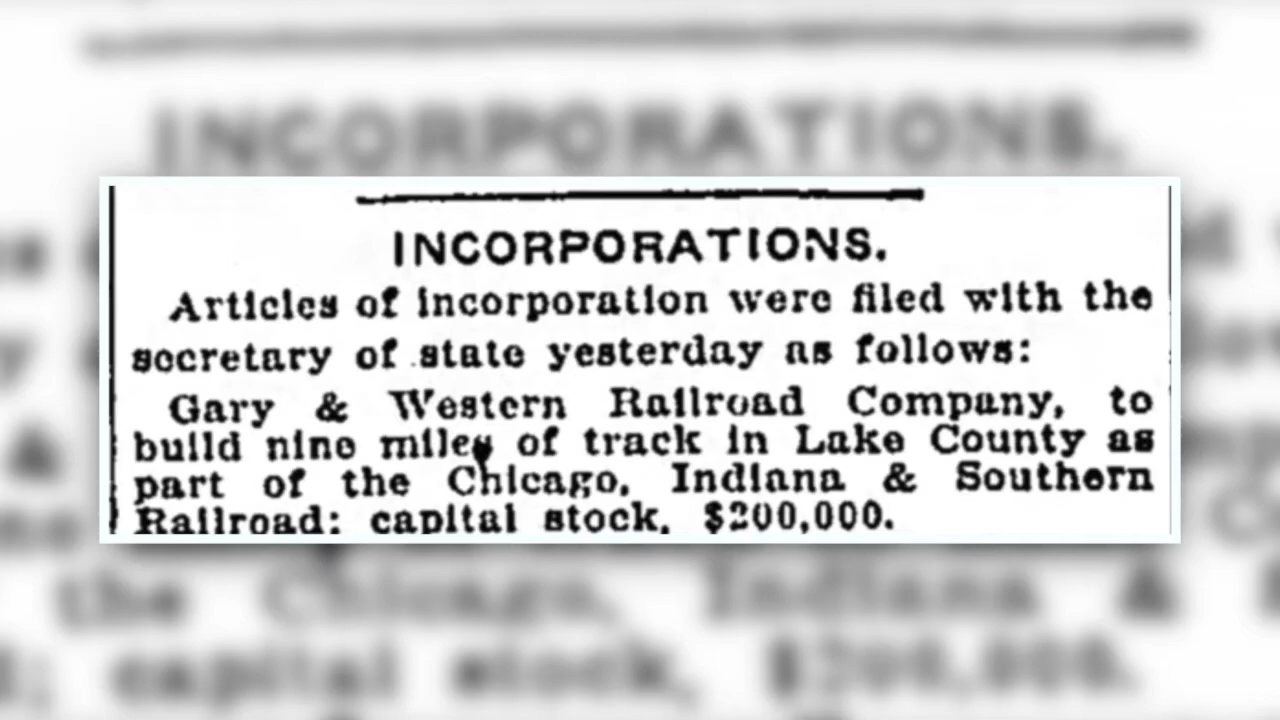 INCORPORATIONS.
Articles of incorporation were filed with the
secretary of state yesterday as follows:
Gary & Western Railroad Company, to
build nine miles of track in Lake County as
part of the Chicago, Indiana & Southern
Railroad; capital stock, $200,000.